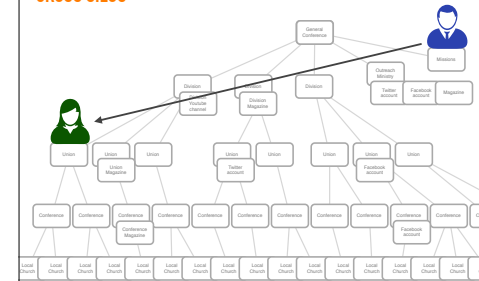 General
Conference
Missions
Outreach
Ministry
Twitter
account
Facebook
account
Magazine
Division
Youtube
channel
Division
Division
Magazine
Division
Union
Union
Union
Magazine
Union
Union
Twitter
account
Union
Union
Union
Facebook
account
Union
Conference
Conference
Conference
Conference
Magazine
Conference
Conference
Conference
Conference
Conference
Conference
Conference
Facebook
account
Conference
Local
Church
Local
Church
Local
Church
Local
Church
Local
Church
Local
Church
Local
Church
Local
Church
Local
Church
Local
Church
Local
Church
Local
Church
Local
Church
Local
Church
Local
Church
Local
Church